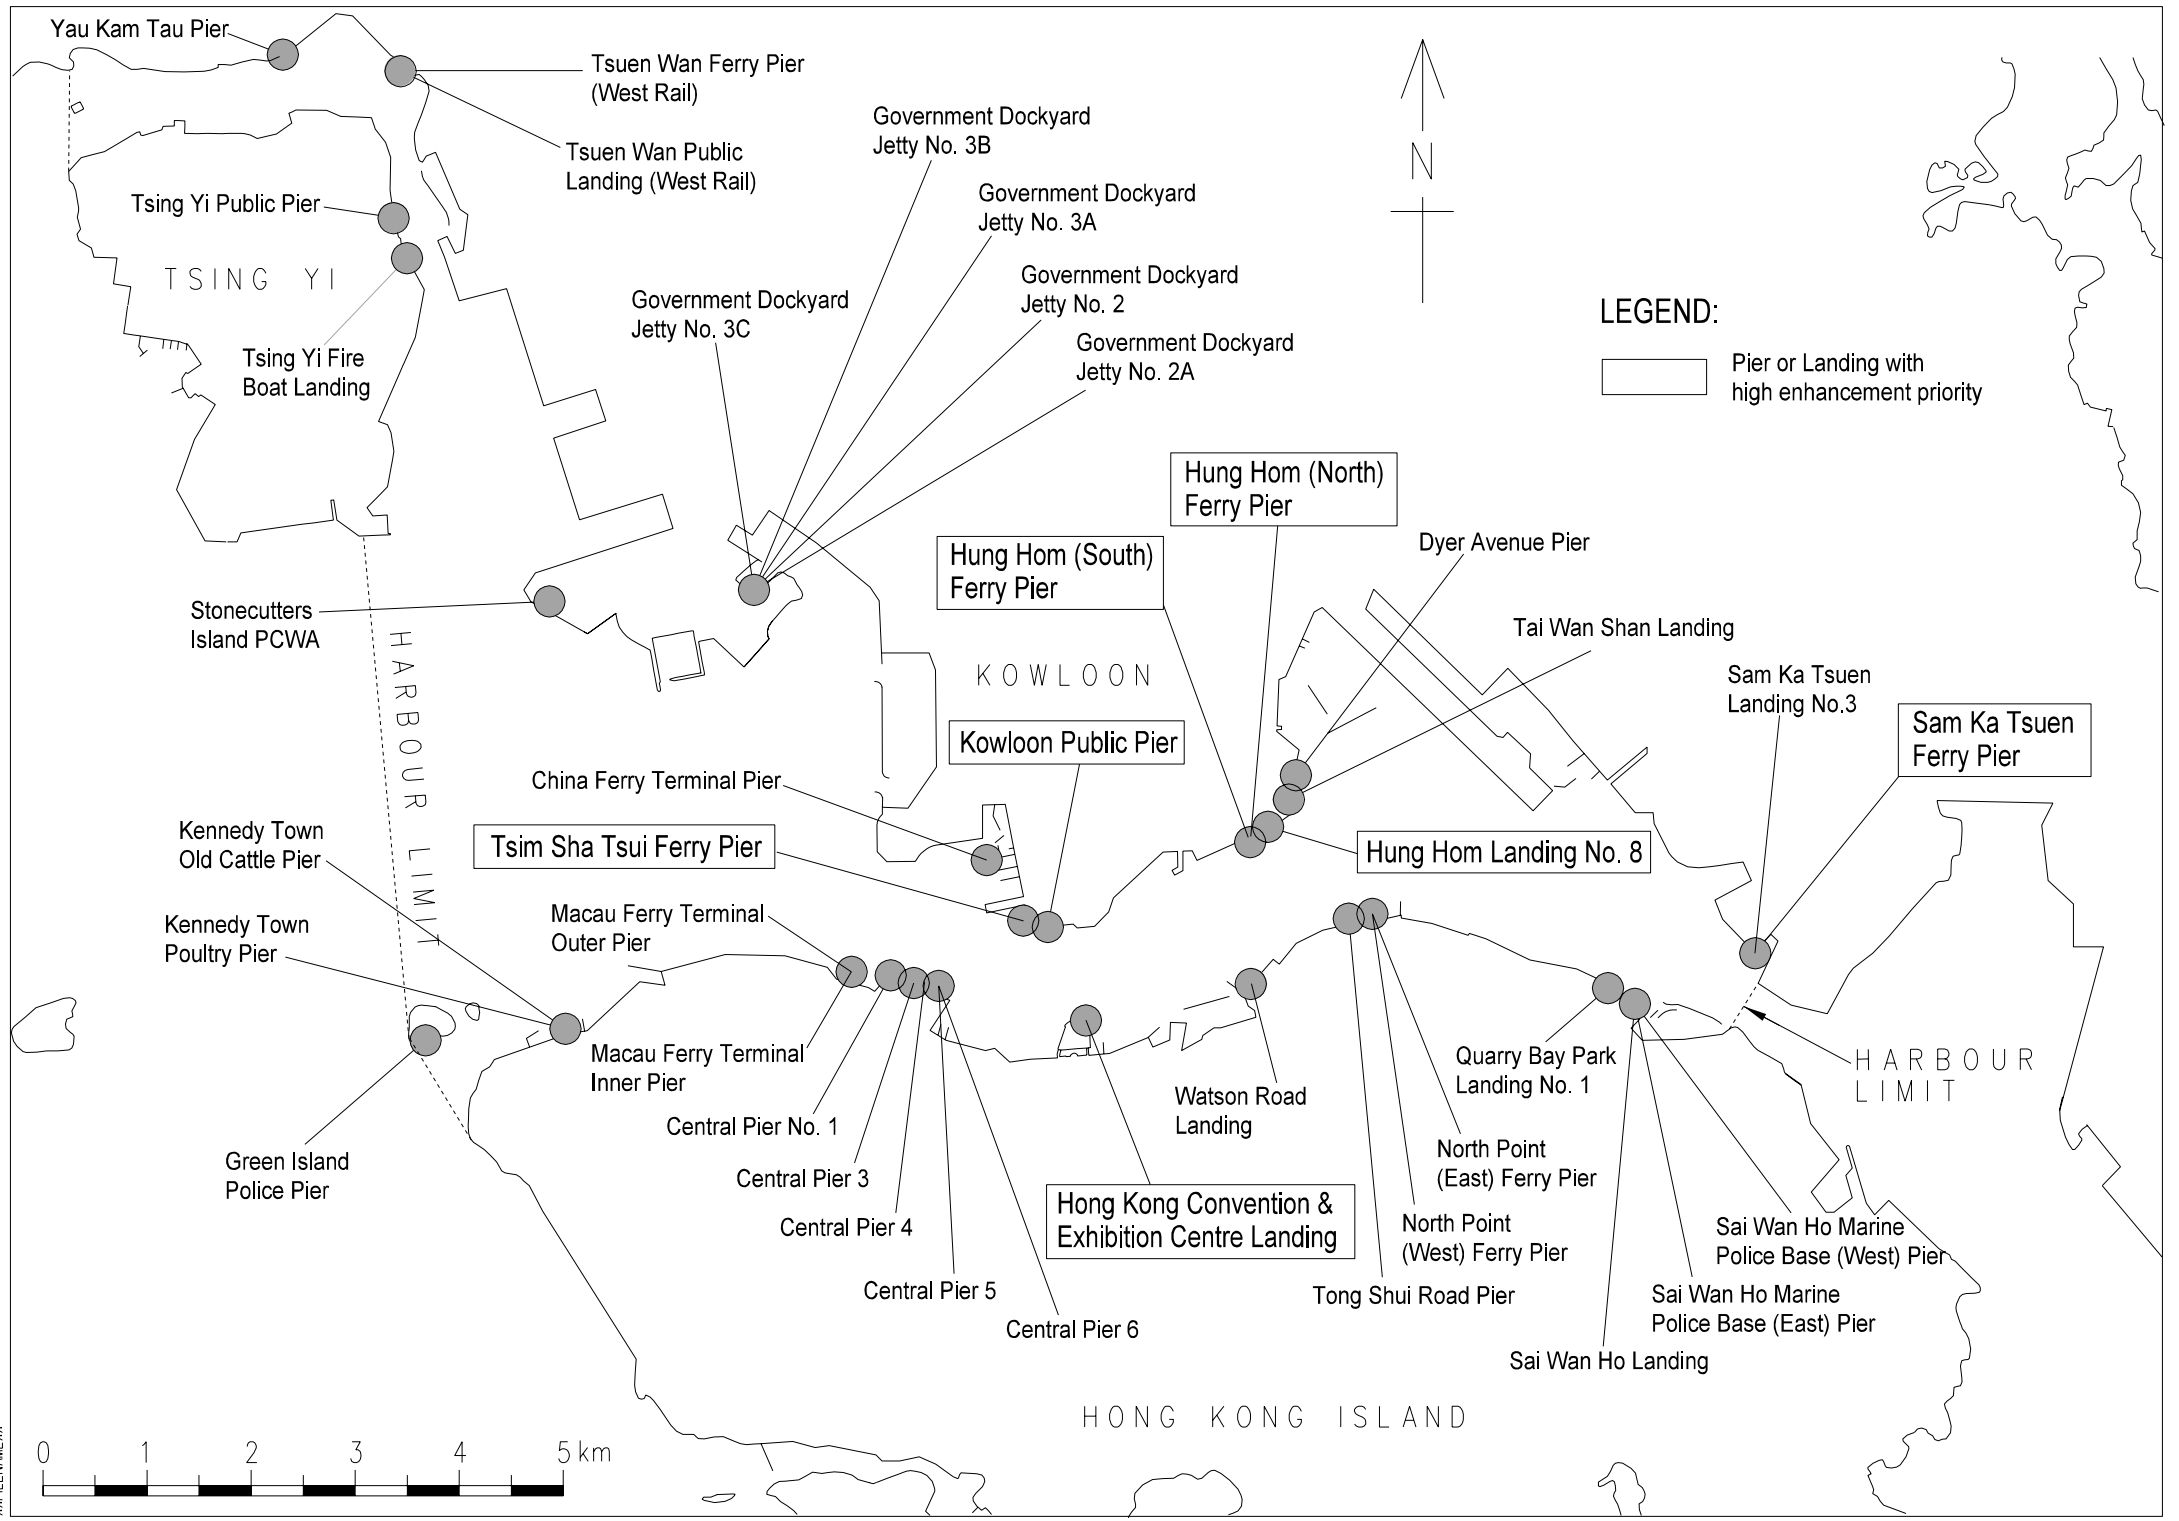 Yau Kam Tau Pier
Tsuen Wan Ferry Pier
(West Rail)
Tsuen Wan Public
Landing (West Rail)
Government Dockyard
Jetty No. 3B
Government Dockyard
Jetty No. 3A
Tsing Yi Public Pier
TSING YI
Government Dockyard
Jetty No. 2
Government Dockyard
Jetty No. 3C
Government Dockyard
Jetty No. 2A
Tsing Yi Fire
Boat Landing
N
LEGEND:
Pier or Landing with
high enhancement priority
Hung Hom (North)
Ferry Pier
Hung Hom (South)
Ferry Pier
Dyer Avenue Pier
Stonecutters
Island PCWA
HARBOUR LIMIT
KOWLOON
Tai Wan Shan Landing
Sam Ka Tsuen
Landing No.3
Sam Ka Tsuen
Ferry Pier
Kowloon Public Pier
China Ferry Terminal Pier
Tsim Sha Tsui Ferry Pier
Hung Hom Landing No. 8
Kennedy Town
Old Cattle Pier
Kennedy Town
Poultry Pier
Macau Ferry Terminal
Outer Pier
Macau Ferry Terminal
Inner Pier
Central Pier No. 1
Central Pier 3
Central Pier 4
Central Pier 5
Central Pier 6
Green Island
Police Pier
Watson Road
Landing
Hong Kong Convention &
Exhibition Centre Landing
Quarry Bay Park
Landing No. 1
HARBOUR
LIMIT
North Point
(East) Ferry Pier
North Point
(West) Ferry Pier
Tong Shui Road Pier
Sai Wan Ho Marine
Police Base (West) Pier
Sai Wan Ho Marine
Police Base (East) Pier
Sai Wan Ho Landing
HONG KONG ISLAND
0 1 2 3 4 5 km